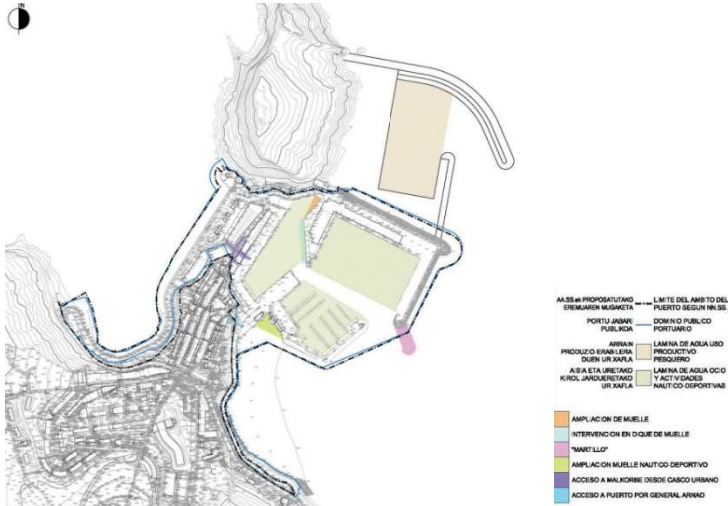 N
AA.SS.ek PROPOSATUTAKO
EREMUAREN MUGAKETA
LIMITE DEL AMBITO DEL
PUERTO SEGUN NN.SS.
PORTU JABARI
PUBLIKOA
DOMINIO PUBLICO
PORTUARIO
ARRAIN
PRODUZIO ERABILERA
DUEN UR XAFLA
LAMINA DE AGUA USO
PRODUCTIVO
PESQUERO
AISIA ETA URETAKO
KIROL JARDUERETAKO
UR XAFLA
LAMINA DE AGUA OCIO
Y ACTIVIDADES
NAUTICO-DEPORTIVAS
AMPLIACION DE MUELLE
INTERVENCION EN DIQUE DE MUELLE
"MARTILLO"
AMPLIACION MUELLE NAUTICO-DEPORTIVO
ACCESO A MALKORBE DESDE CASCO URBANO
ACCESO A PUERTO POR GENERAL ARNAO